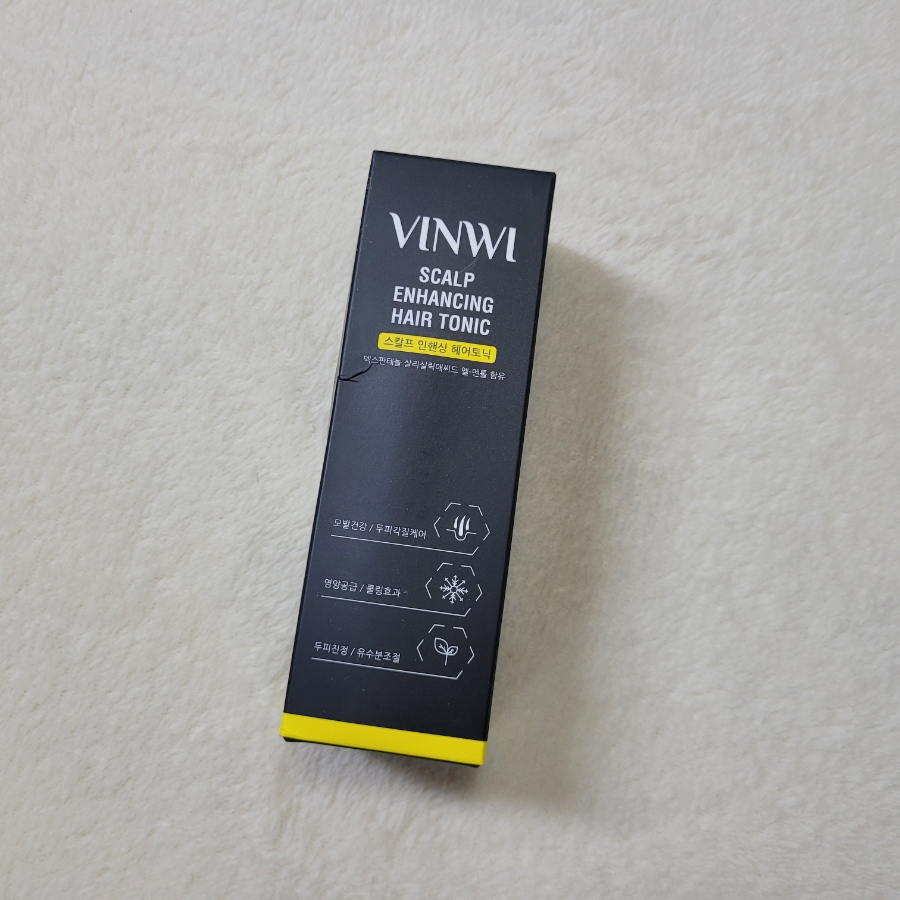 VINWI
SCALP
ENHANCING
HAIR TONIC
스칼프 인핸싱 헤어토닉
덱스판테놀 살리실릭애씨드 엘-멘톨 함유
모발건강 / 두피각질케어
영양공급 / 쿨링효과
두피진정 / 유수분조절